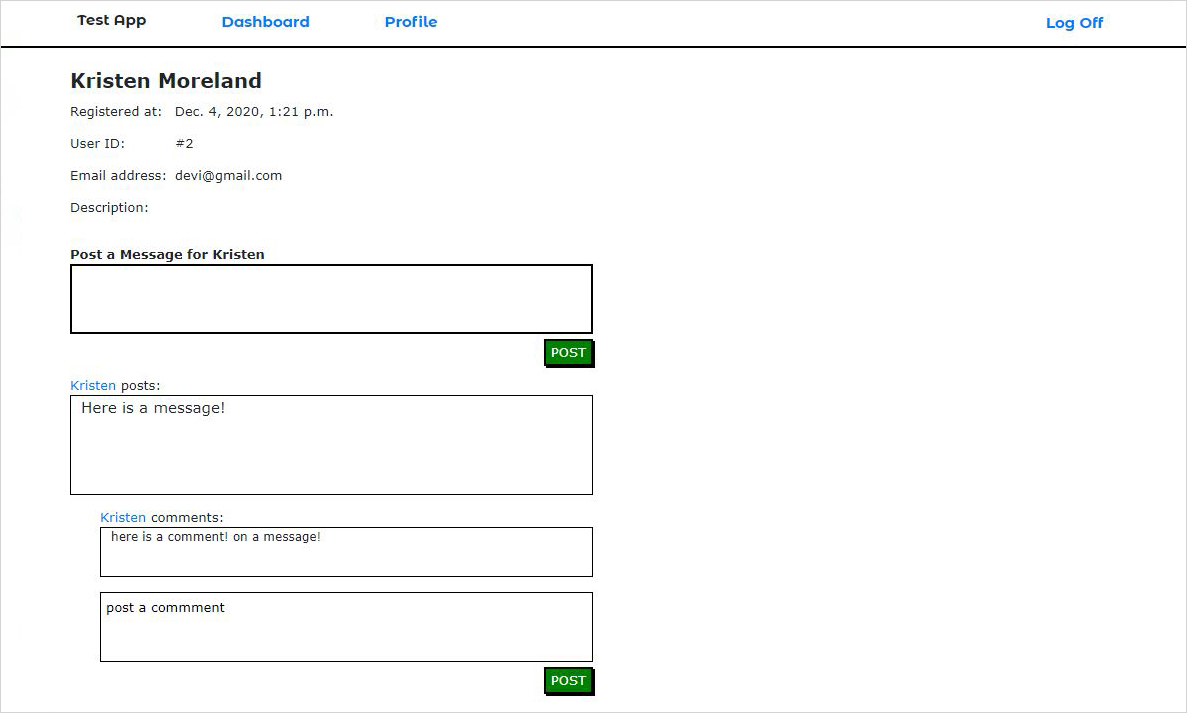 Test App Dashboard Profile Log Off
Kristen Moreland
Registered at: Dec. 4, 2020, 1:21 p.m.
User ID: #2
Email address: devi@gmail.com
Description:
Post a Message for Kristen
POST
Kristen posts:
Here is a message!
Kristen comments:
here is a comment! on a message!
post a commment
POST